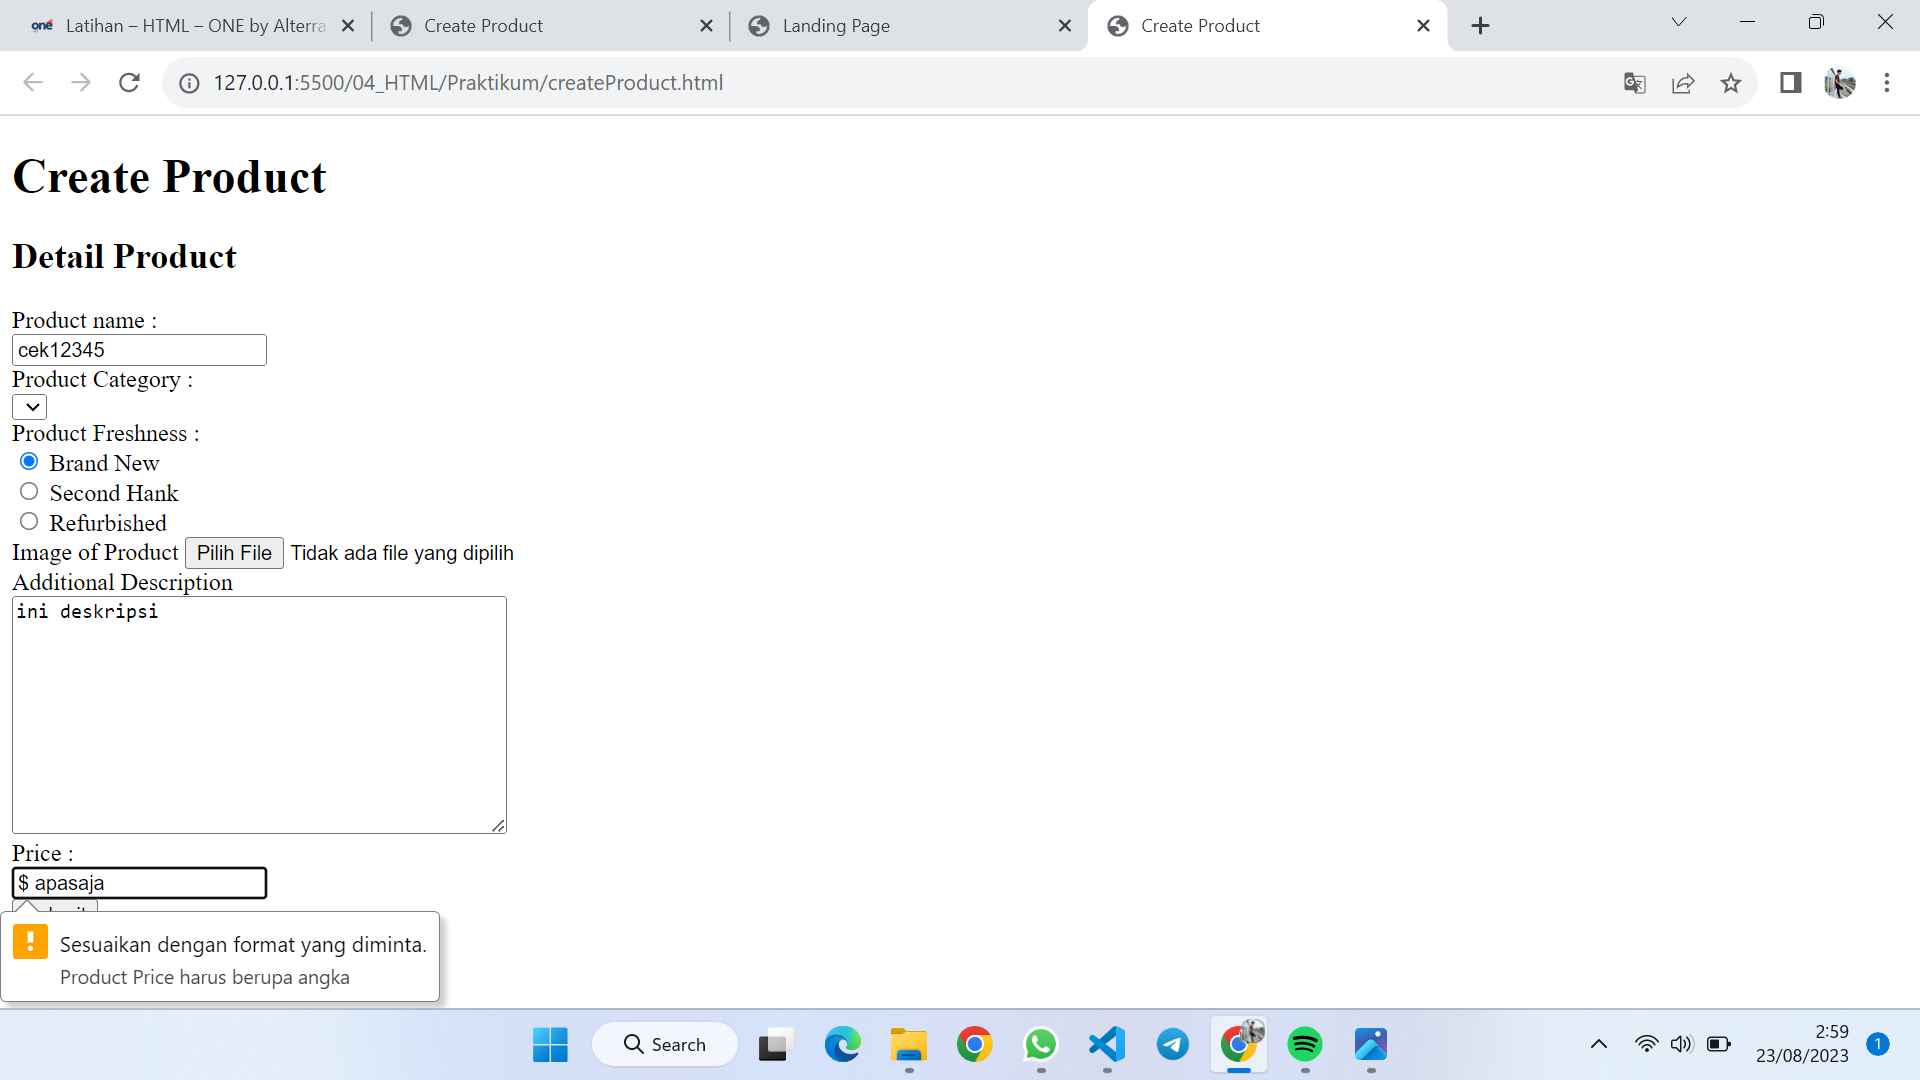 one Latihan – HTML – ONE by Alterra
Create Product
Landing Page
Create Product
127.0.0.1:5500/04_HTML/Praktikum/createProduct.html
Create Product
Detail Product
Product name :
cek12345
Product Category :
Product Freshness :
Brand New
Second Hank
Refurbished
Image of Product Pilih File Tidak ada file yang dipilih
Additional Description
ini deskripsi
Price :
$ apasaja
Sesuaikan dengan format yang diminta.
Product Price harus berupa angka
Search
2:59
23/08/2023
1